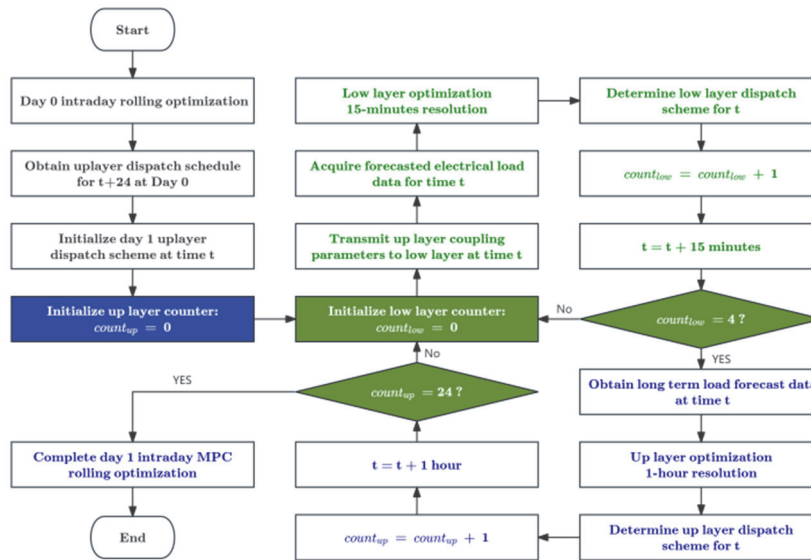 Start
Day 0 intraday rolling optimization
Obtain uplayer dispatch schedule
for t+24 at Day 0
Initialize day 1 uplayer
dispatch scheme at time t
Initialize up layer counter:
count_up = 0
Initialize low layer counter:
count_low = 0
Transmit up layer coupling
parameters to low layer at time t
Acquire forecasted electrical load
data for time t
Low layer optimization
15-minutes resolution
Determine low layer dispatch
scheme for t
count_low = count_low + 1
t = t + 15 minutes
count_low = 4 ?
No
YES
Obtain long term load forecast data
at time t
Up layer optimization
1-hour resolution
Determine up layer dispatch
scheme for t
count_up = count_up + 1
t = t + 1 hour
count_up = 24 ?
No
YES
Complete day 1 intraday MPC
rolling optimization
End